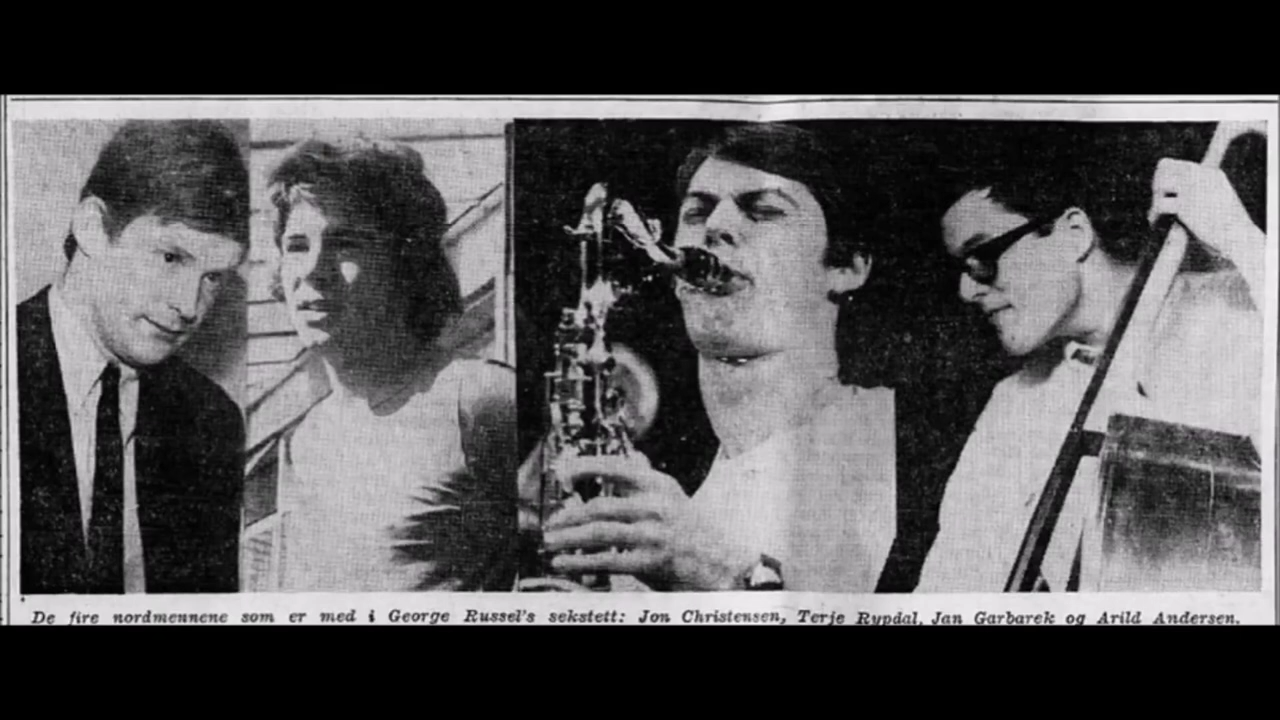 De fire nordmennene som er med i George Russel's sekstett: Jon Christensen, Terje Rypdal, Jan Garbarek og Arild Andersen.